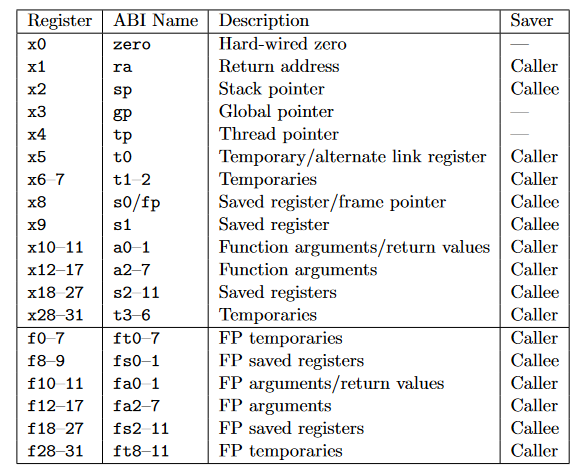 Register ABI Name Description Saver
x0 zero Hard-wired zero —
x1 ra Return address Caller
x2 sp Stack pointer Callee
x3 gp Global pointer —
x4 tp Thread pointer —
x5 t0 Temporary/alternate link register Caller
x6–7 t1–2 Temporaries Caller
x8 s0/fp Saved register/frame pointer Callee
x9 s1 Saved register Callee
x10–11 a0–1 Function arguments/return values Caller
x12–17 a2–7 Function arguments Caller
x18–27 s2–11 Saved registers Callee
x28–31 t3–6 Temporaries Caller
f0–7 ft0–7 FP temporaries Caller
f8–9 fs0–1 FP saved registers Callee
f10–11 fa0–1 FP arguments/return values Caller
f12–17 fa2–7 FP arguments Caller
f18–27 fs2–11 FP saved registers Callee
f28–31 ft8–11 FP temporaries Caller